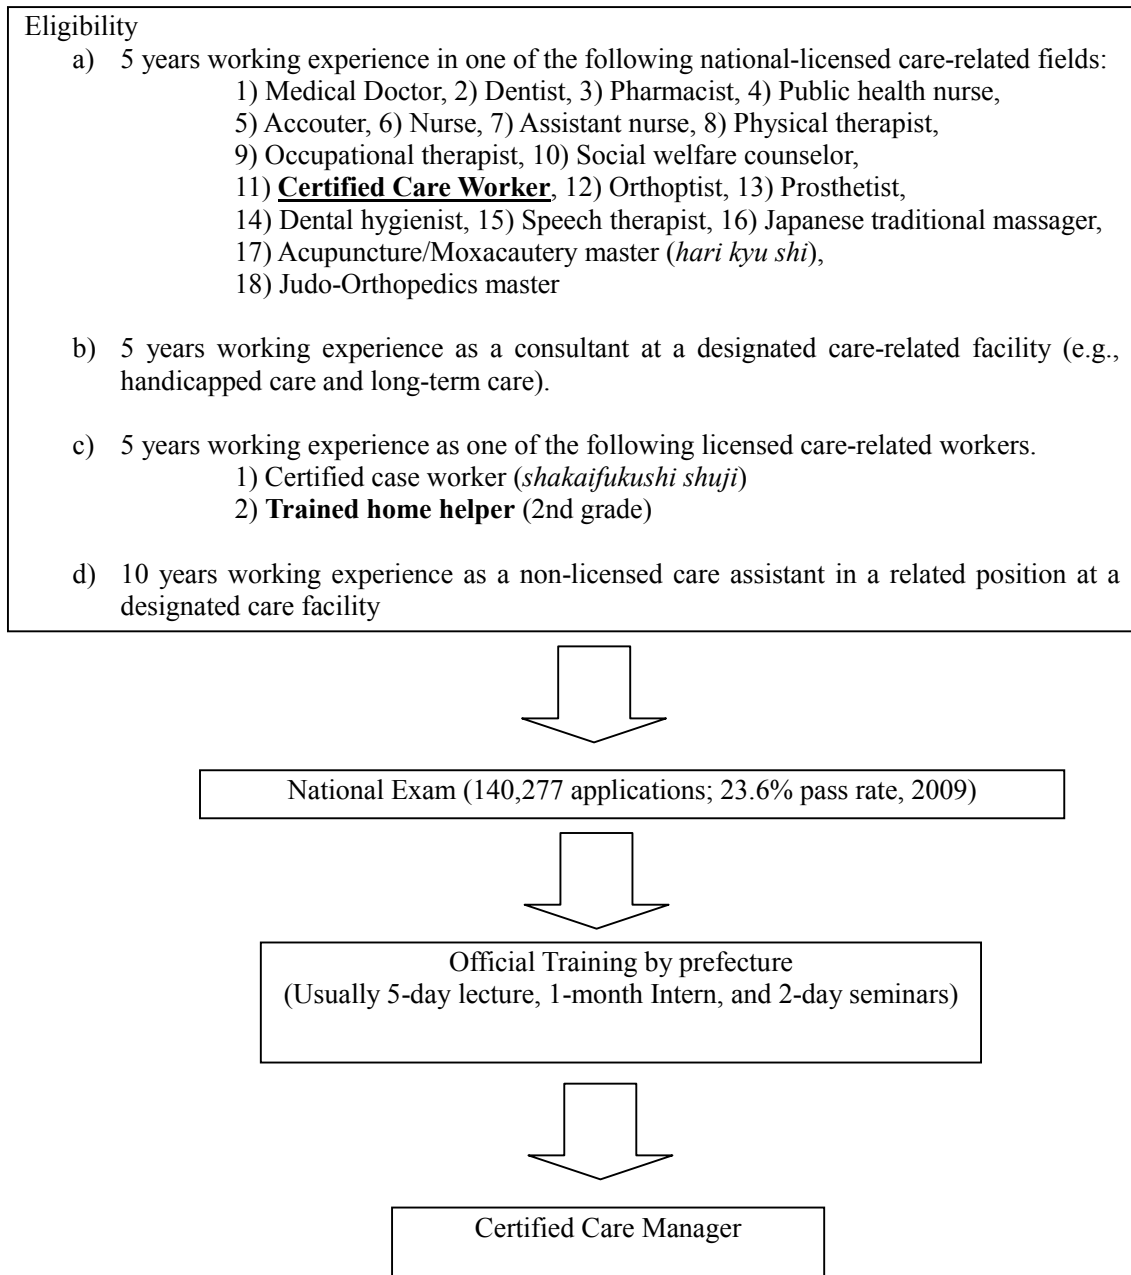 Eligibility
a) 5 years working experience in one of the following national-licensed care-related fields:
1) Medical Doctor, 2) Dentist, 3) Pharmacist, 4) Public health nurse,
5) Accouter, 6) Nurse, 7) Assistant nurse, 8) Physical therapist,
9) Occupational therapist, 10) Social welfare counselor,
11) Certified Care Worker, 12) Orthoptist, 13) Prosthetist,
14) Dental hygienist, 15) Speech therapist, 16) Japanese traditional massager,
17) Acupuncture/Moxacautery master (hari kyu shi),
18) Judo-Orthopedics master
b) 5 years working experience as a consultant at a designated care-related facility (e.g.,
handicapped care and long-term care).
c) 5 years working experience as one of the following licensed care-related workers.
1) Certified case worker (shakaifukushi shuji)
2) Trained home helper (2nd grade)
d) 10 years working experience as a non-licensed care assistant in a related position at a
designated care facility
National Exam (140,277 applications; 23.6% pass rate, 2009)
Official Training by prefecture
(Usually 5-day lecture, 1-month Intern, and 2-day seminars)
Certified Care Manager